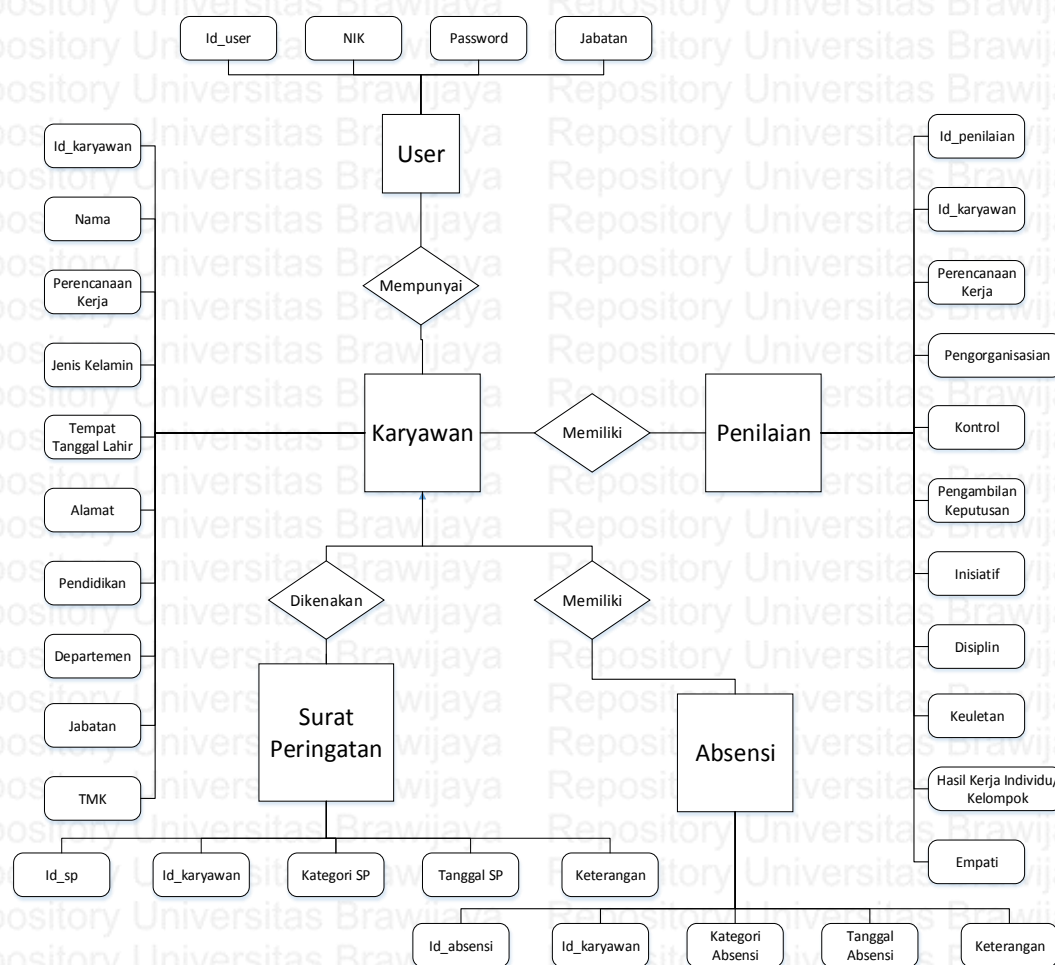 Id_user
NIK
Password
Jabatan
User
Mempunyai
Id_karyawan
Nama
Perencanaan
Kerja
Jenis Kelamin
Tempat
Tanggal Lahir
Alamat
Pendidikan
Departemen
Jabatan
TMK
Karyawan
Memiliki
Penilaian
Id_penilaian
Id_karyawan
Perencanaan
Kerja
Pengorganisasian
Kontrol
Pengambilan
Keputusan
Inisiatif
Disiplin
Keuletan
Hasil Kerja Individu/
Kelompok
Empati
Dikenakan
Memiliki
Surat
Peringatan
Absensi
Id_sp
Id_karyawan
Kategori SP
Tanggal SP
Keterangan
Id_absensi
Id_karyawan
Kategori
Absensi
Tanggal
Absensi
Keterangan
Repository Universitas Brawijaya